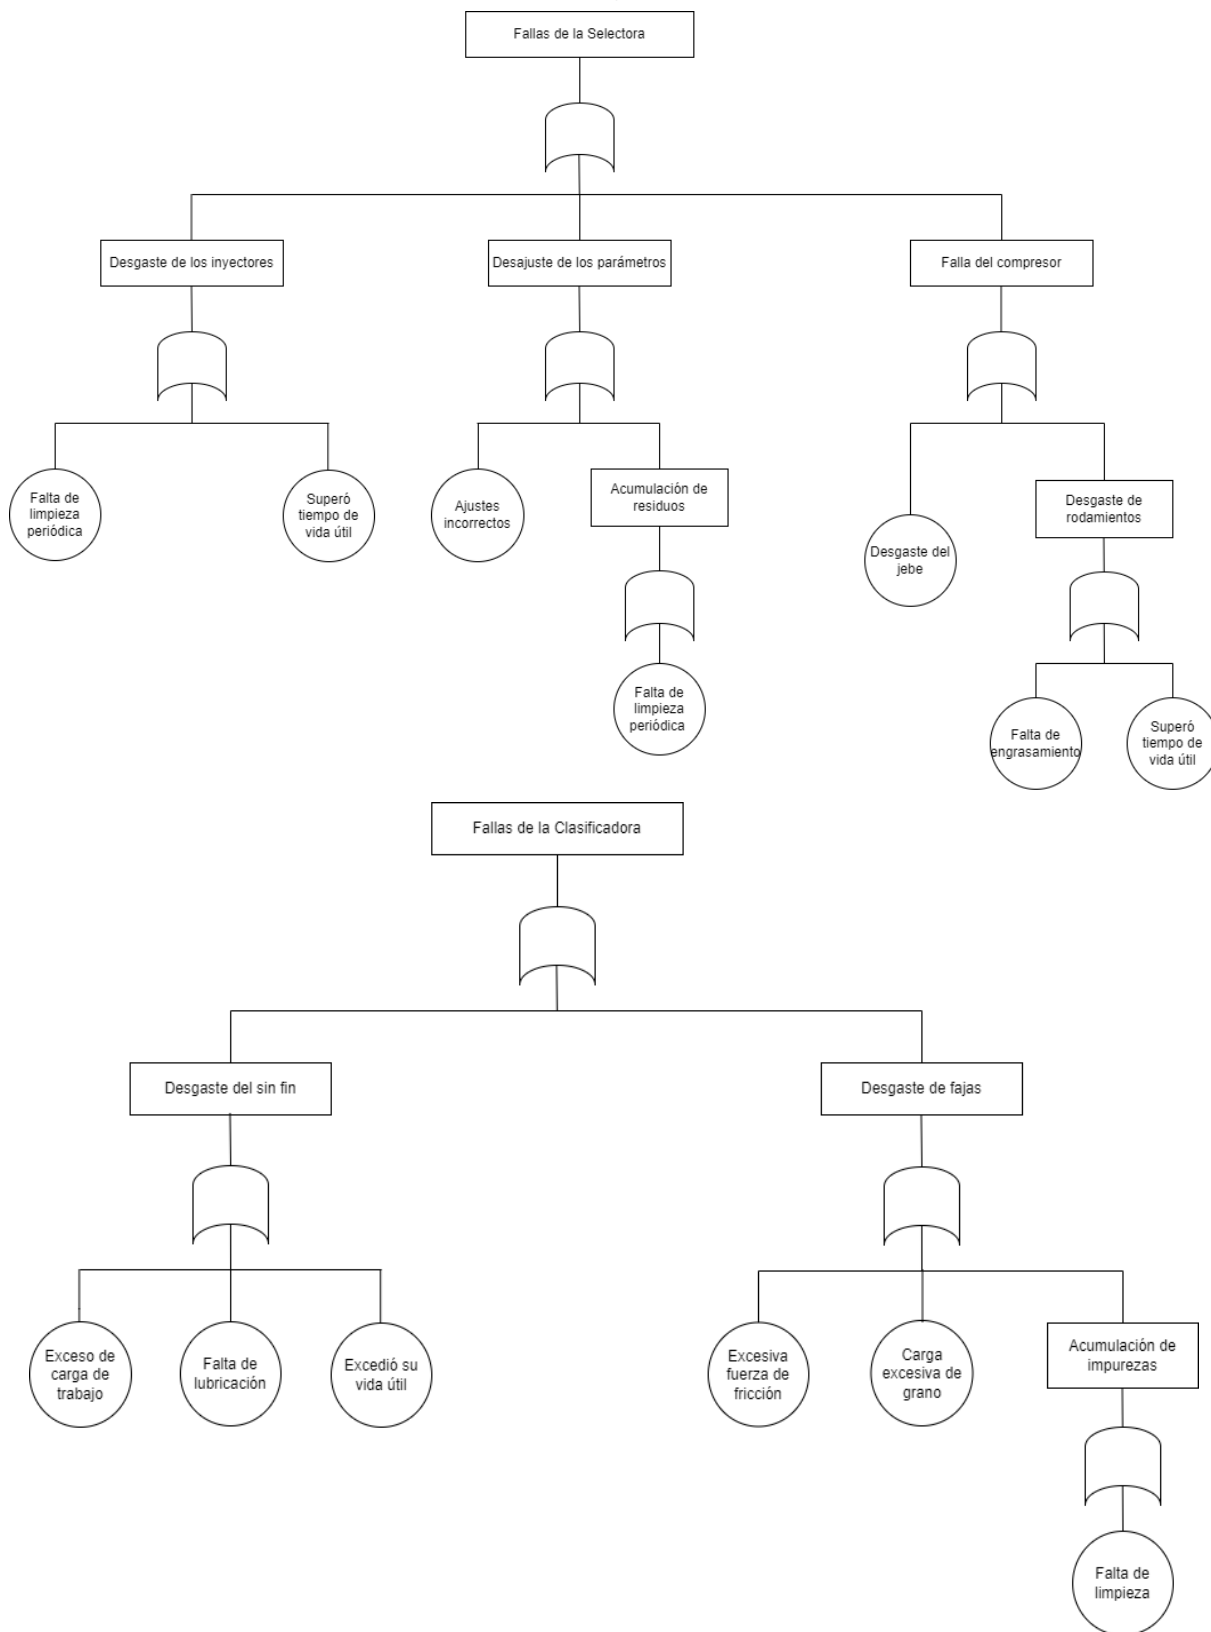 Fallas de la Selectora
Desgaste de los inyectores
Desajuste de los parámetros
Falla del compresor
Falta de
limpieza
periódica
Superó
tiempo de
vida útil
Ajustes
incorrectos
Acumulación de
residuos
Desgaste del
jebe
Desgaste de
rodamientos
Falta de
limpieza
periódica
Falta de
engrasamiento
Superó
tiempo de
vida útil
Fallas de la Clasificadora
Desgaste del sin fin
Desgaste de fajas
Exceso de
carga de
trabajo
Falta de
lubricación
Excedió su
vida útil
Excesiva
fuerza de
fricción
Carga
excesiva de
grano
Acumulación de
impurezas
Falta de
limpieza